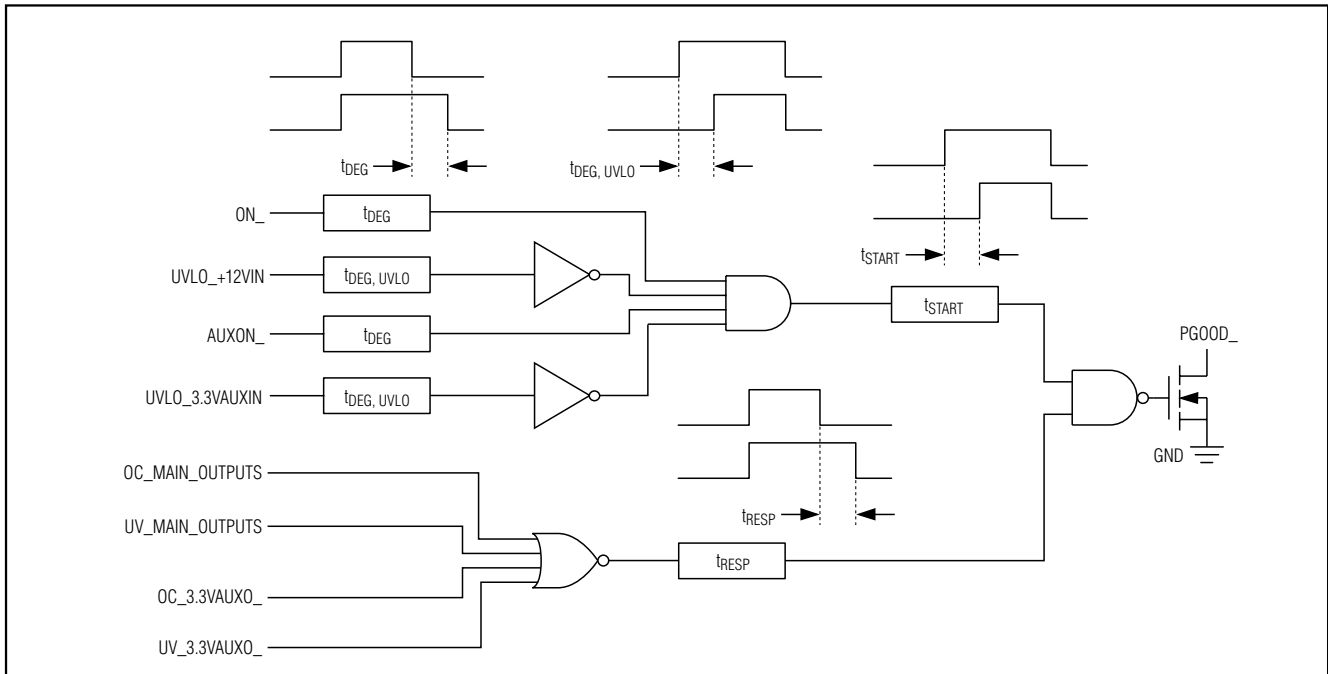 tDEG
tDEG, UVLO
tSTART
ON_
tDEG
UVLO_+12VIN
tDEG, UVLO
AUXON_
tDEG
UVLO_3.3VAUXIN
tDEG, UVLO
tSTART
PGOOD_
GND
OC_MAIN_OUTPUTS
UV_MAIN_OUTPUTS
tRESP
tRESP
OC_3.3VAUXO_
UV_3.3VAUXO_